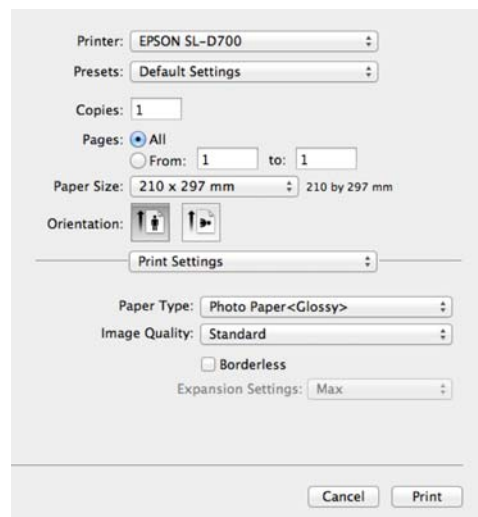 Printer: EPSON SL-D700
Presets: Default Settings
Copies: 1
Pages: All
From: 1 to: 1
Paper Size: 210 x 297 mm 210 by 297 mm
Orientation:
Print Settings
Paper Type: Photo Paper<Glossy>
Image Quality: Standard
Borderless
Expansion Settings: Max
Cancel Print